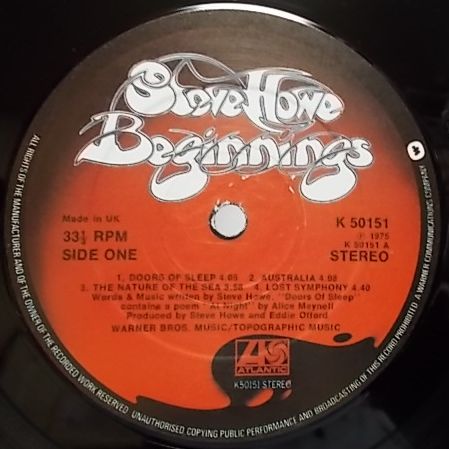 Steve Howe
Beginnings
Made in UK
33⅓ RPM
SIDE ONE
K 50151
℗ 1975
K 50151 A
STEREO
1. DOORS OF SLEEP 4.05 2. AUSTRALIA 4.08
3. THE NATURE OF THE SEA 3.58 4. LOST SYMPHONY 4.40
Words & Music written by Steve Howe, "Doors Of Sleep"
contains a poem "At Night" by Alice Meynell
Produced by Steve Howe and Eddie Offord
WARNER BROS. MUSIC/TOPOGRAPHIC MUSIC
ATLANTIC
K50151 STEREO
ALL RIGHTS OF THE MANUFACTURER AND OF THE OWNER OF THE RECORDED WORK RESERVED. UNAUTHORISED COPYING PUBLIC PERFORMANCE AND BROADCASTING OF THIS RECORD PROHIBITED. A WARNER COMMUNICATIONS COMPANY.